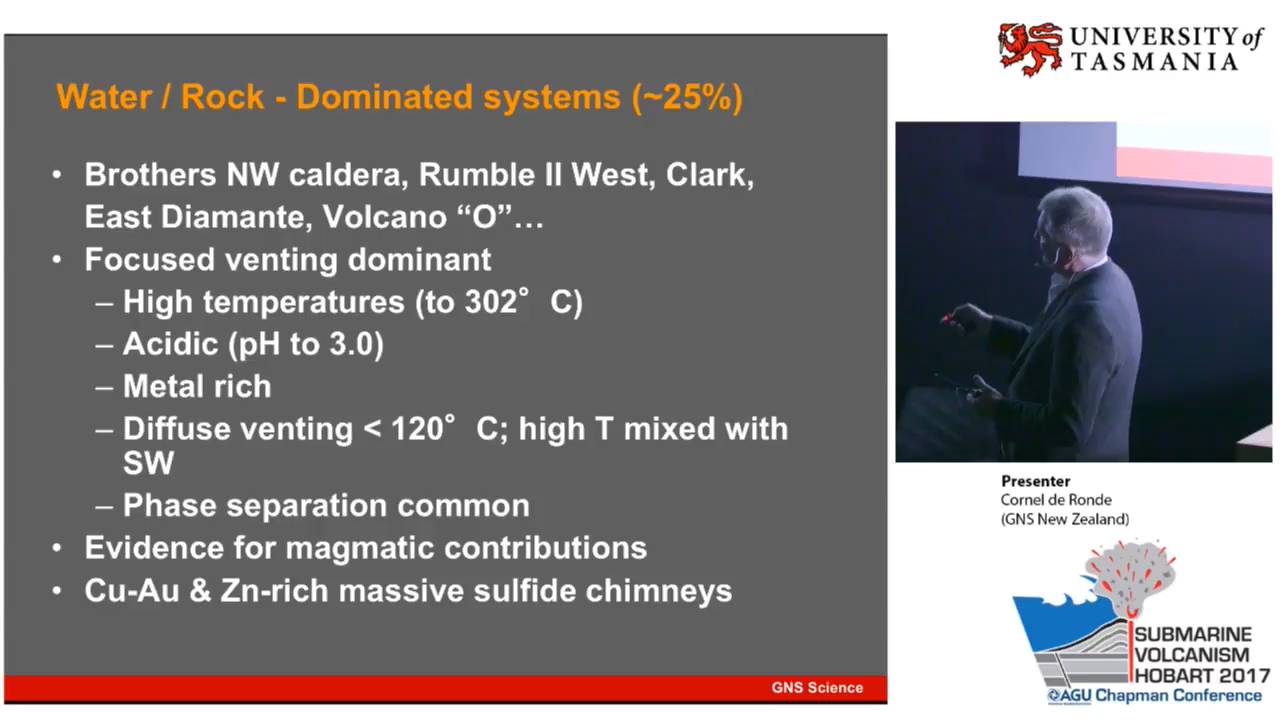 Water / Rock - Dominated systems (~25%)
• Brothers NW caldera, Rumble II West, Clark,
East Diamante, Volcano “O”…
• Focused venting dominant
– High temperatures (to 302° C)
– Acidic (pH to 3.0)
– Metal rich
– Diffuse venting < 120° C; high T mixed with
SW
– Phase separation common
• Evidence for magmatic contributions
• Cu-Au & Zn-rich massive sulfide chimneys
GNS Science
UNIVERSITY of
TASMANIA
Presenter
Cornel de Ronde
(GNS New Zealand)
SUBMARINE
VOLCANISM
HOBART 2017
AGU Chapman Conference